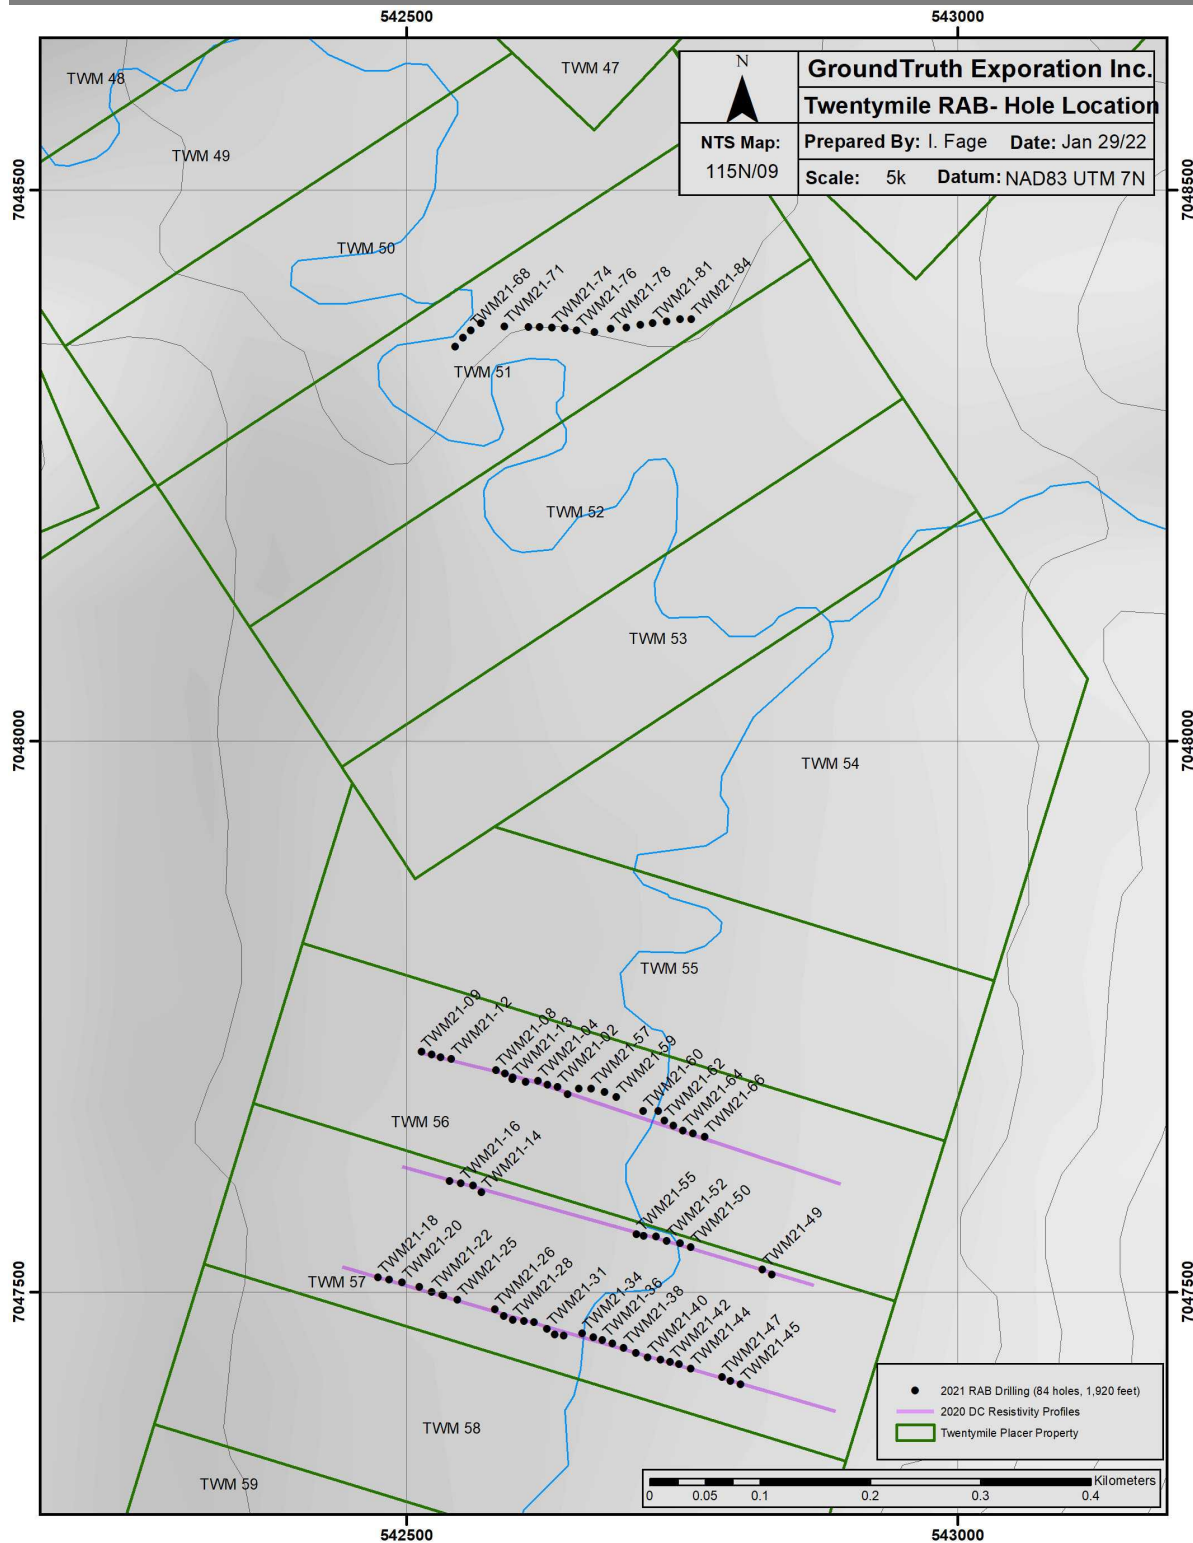 542500
543000
GroundTruth Exporation Inc.
Twentymile RAB- Hole Location
N
NTS Map:
115N/09
Prepared By: I. Fage Date: Jan 29/22
Scale: 5k Datum: NAD83 UTM 7N
7048500
7048500
TWM 48
TWM 47
TWM 49
TWM 50
TWM21-68
TWM21-71
TWM21-74
TWM21-76
TWM21-78
TWM21-81
TWM21-84
TWM 51
TWM 52
TWM 53
7048000
7048000
TWM 54
TWM 55
TWM21-09
TWM21-12
TWM21-08
TWM21-13
TWM21-04
TWM21-02
TWM21-57
TWM21-59
TWM21-60
TWM21-62
TWM21-64
TWM21-66
TWM 56
TWM21-16
TWM21-14
TWM21-55
TWM21-52
TWM21-50
TWM21-49
TWM21-18
TWM21-20
TWM21-22
TWM21-25
TWM21-26
TWM21-28
TWM21-31
TWM21-34
TWM21-36
TWM21-38
TWM21-40
TWM21-42
TWM21-44
TWM21-47
TWM21-45
TWM 57
7047500
7047500
TWM 58
TWM 59
2021 RAB Drilling (84 holes, 1,920 feet)
2020 DC Resistivity Profiles
Twentymile Placer Property
Kilometers
0 0.05 0.1 0.2 0.3 0.4
542500
543000